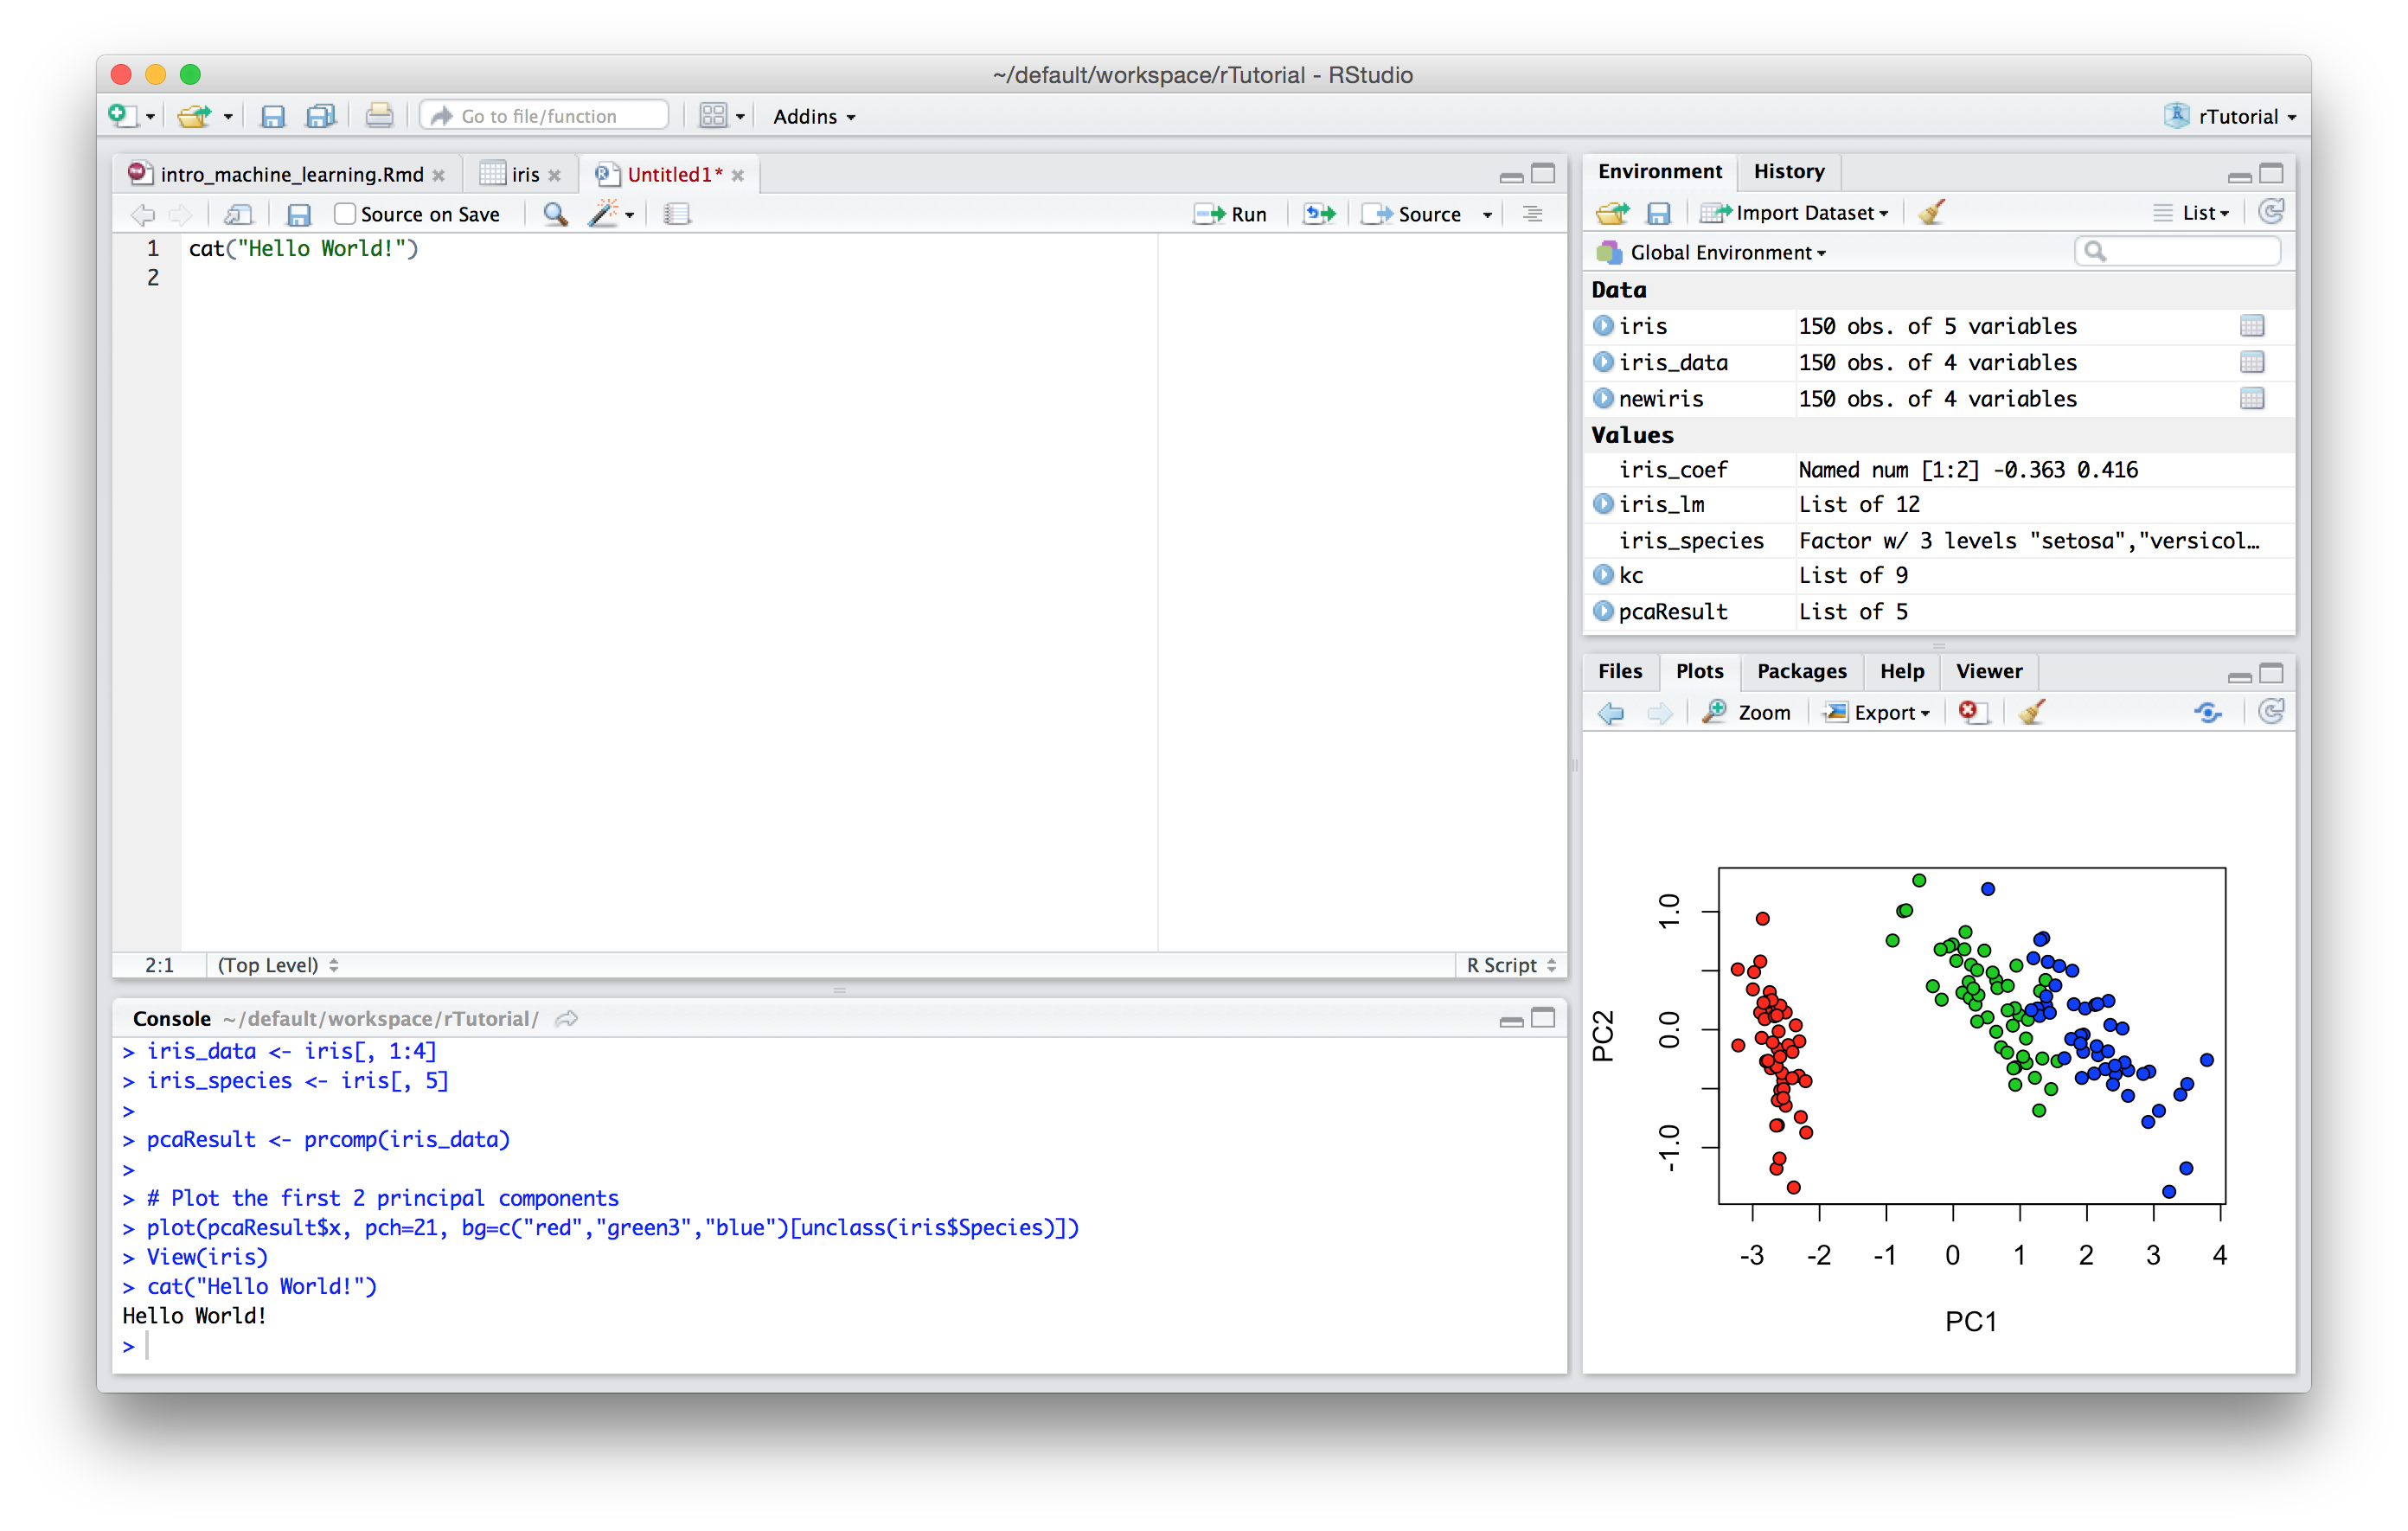 ~/default/workspace/rTutorial - RStudio
Go to file/function
Addins
rTutorial
intro_machine_learning.Rmd
iris
Untitled1*
Source on Save
Run
Source
1 cat("Hello World!")
2
2:1
(Top Level)
R Script
Console ~/default/workspace/rTutorial/
> iris_data <- iris[, 1:4]
> iris_species <- iris[, 5]
>
> pcaResult <- prcomp(iris_data)
>
> # Plot the first 2 principal components
> plot(pcaResult$x, pch=21, bg=c("red","green3","blue")[unclass(iris$Species)])
> View(iris)
> cat("Hello World!")
Hello World!
>
Environment
History
Import Dataset
List
Global Environment
Data
iris 150 obs. of 5 variables
iris_data 150 obs. of 4 variables
newiris 150 obs. of 4 variables
Values
iris_coef Named num [1:2] -0.363 0.416
iris_lm List of 12
iris_species Factor w/ 3 levels "setosa","versicol…
kc List of 9
pcaResult List of 5
Files
Plots
Packages
Help
Viewer
Zoom
Export
1.0
0.0
-1.0
PC2
-3 -2 -1 0 1 2 3 4
PC1